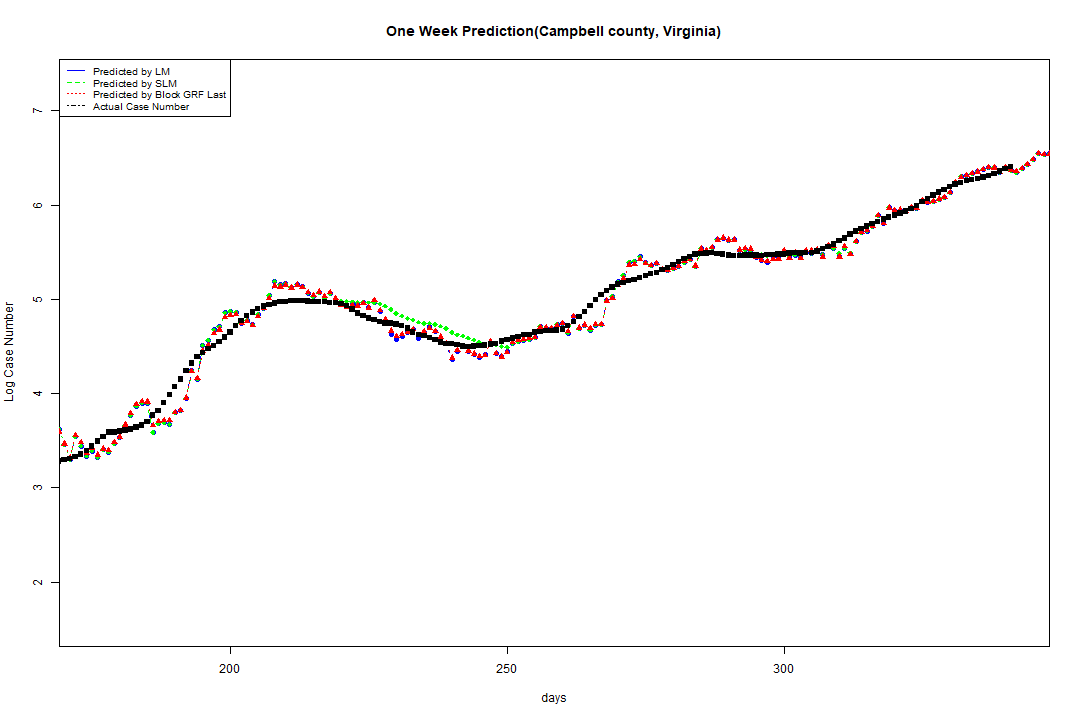 One Week Prediction(Campbell county, Virginia)
Predicted by LM
Predicted by SLM
Predicted by Block GRF Last
Actual Case Number
7
6
5
4
3
2
Log Case Number
200
250
300
days